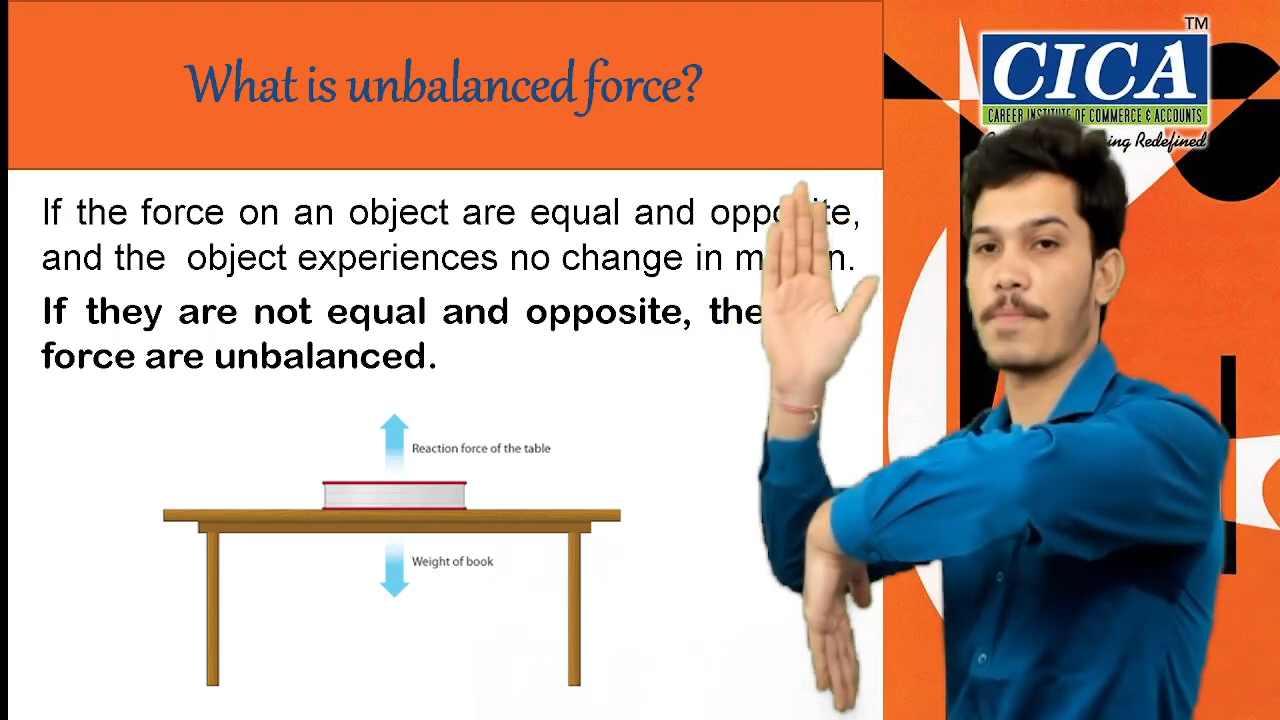 What is unbalanced force?
TM
CICA
CAREER INSTITUTE OF COMMERCE & ACCOUNTS
Redefined
If the force on an object are equal and
and the object experiences no change in
If they are not equal and opposite,
force are unbalanced.
Reaction force of the table
Weight of book